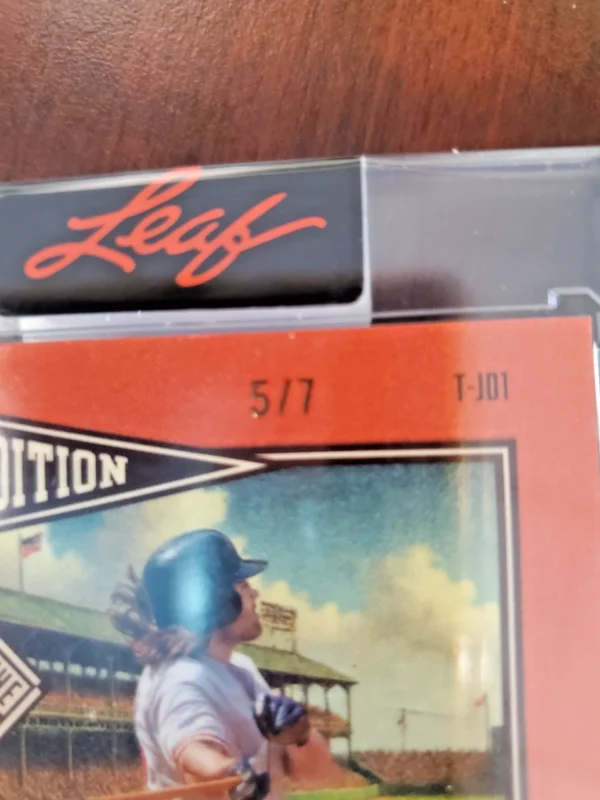 Leaf
5/7
T-J01
DITION